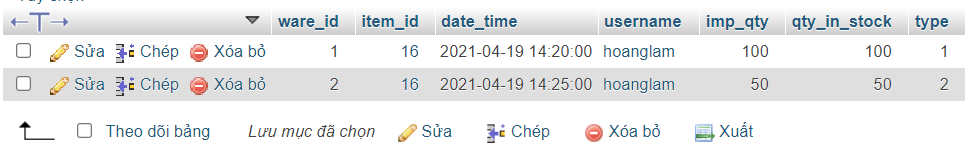 ware_id item_id date_time username imp_qty qty_in_stock type
Sửa Chép Xóa bỏ 1 16 2021-04-19 14:20:00 hoanglam 100 100 1
Sửa Chép Xóa bỏ 2 16 2021-04-19 14:25:00 hoanglam 50 50 2
Theo dõi bảng Lưu mục đã chọn Sửa Chép Xóa bỏ Xuất